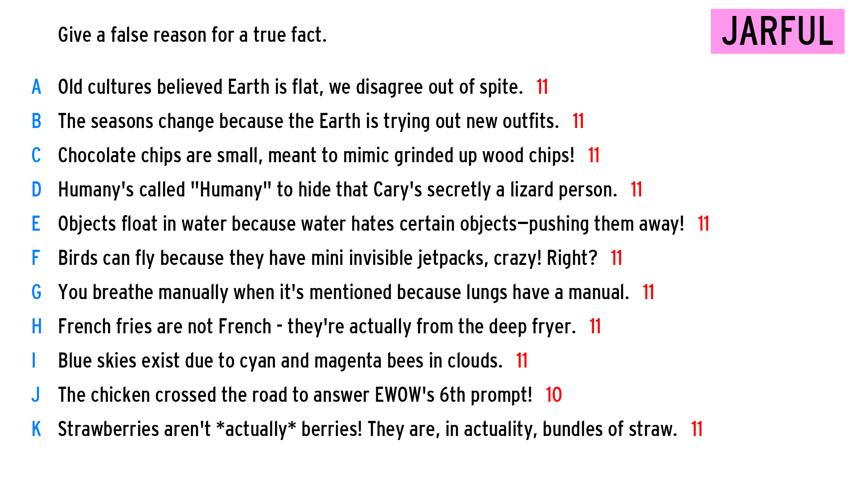 Give a false reason for a true fact.
JARFUL
A Old cultures believed Earth is flat, we disagree out of spite. 11
B The seasons change because the Earth is trying out new outfits. 11
C Chocolate chips are small, meant to mimic grinded up wood chips! 11
D Humany's called "Humany" to hide that Cary's secretly a lizard person. 11
E Objects float in water because water hates certain objects—pushing them away! 11
F Birds can fly because they have mini invisible jetpacks, crazy! Right? 11
G You breathe manually when it's mentioned because lungs have a manual. 11
H French fries are not French - they're actually from the deep fryer. 11
I Blue skies exist due to cyan and magenta bees in clouds. 11
J The chicken crossed the road to answer EWOW's 6th prompt! 10
K Strawberries aren't *actually* berries! They are, in actuality, bundles of straw. 11